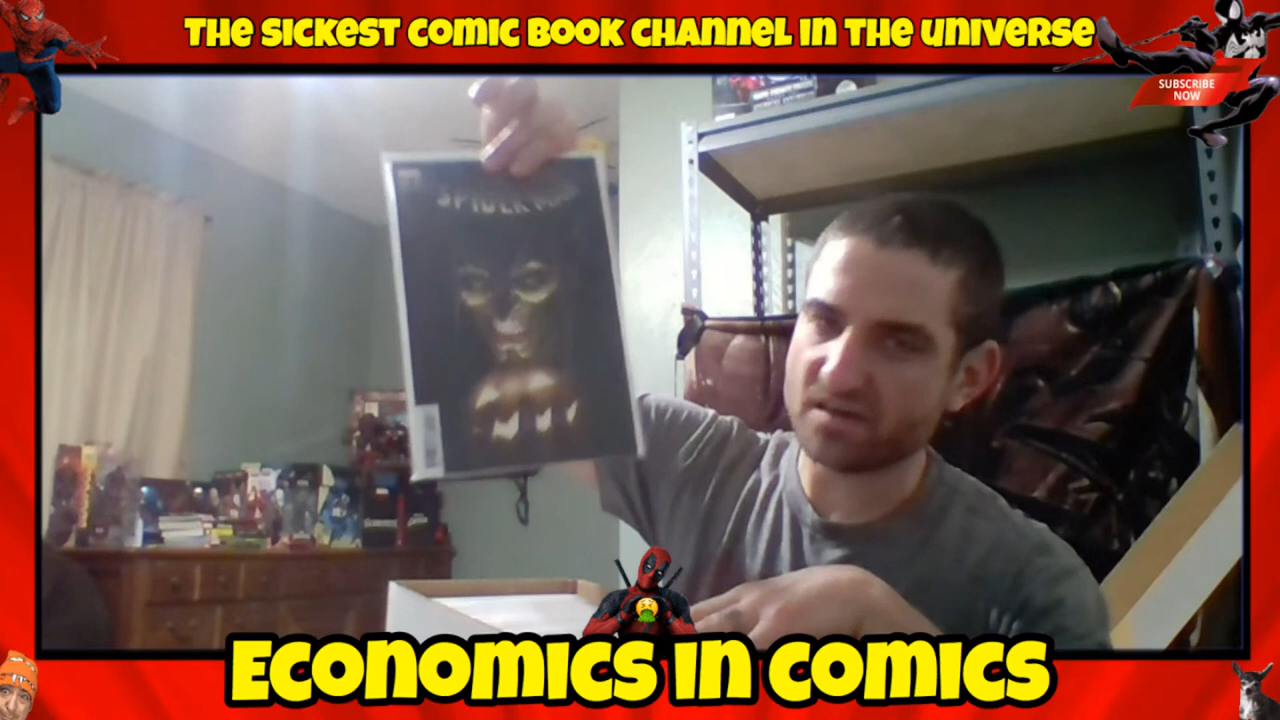 THE SICKEST COMIC BOOK CHANNEL IN THE UNIVERSE
SUBSCRIBE
NOW
SPIDER-MAN
ECONOMICS IN COMICS